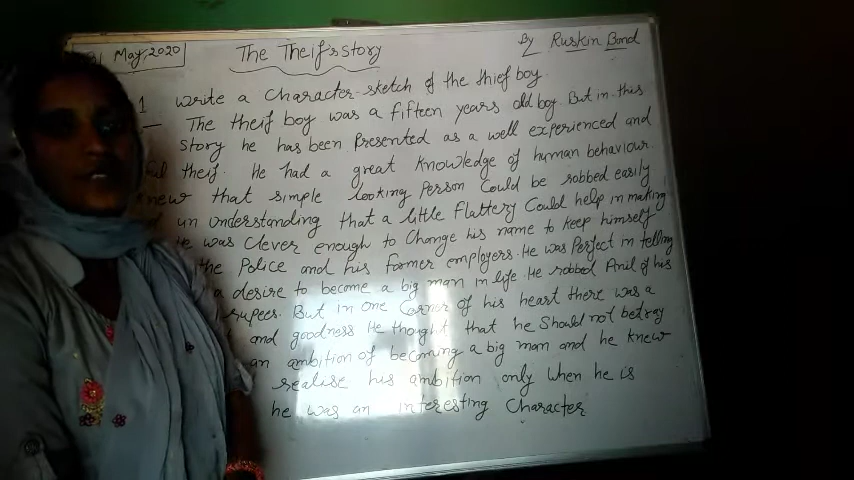 May, 2020
The Theif's story
By Ruskin Bond
1 write a character-sketch of the thief boy.
The theif boy was a fifteen years old boy. But in this
story he has been presented as a well experienced and
theif. He had a great knowledge of human behaviour.
that simple looking person could be robbed easily
un understanding that a little flattery could help in making
He was clever enough to change his name to keep himself
the Police and his former employers. He was perfect in telling
a desire to become a big man in life. He robbed Anil of his
rupees. But in one corner of his heart there was a
and goodness He thought that he should not betray
an ambition of becoming a big man and he knew
realise his ambition only when he is
he was an interesting character